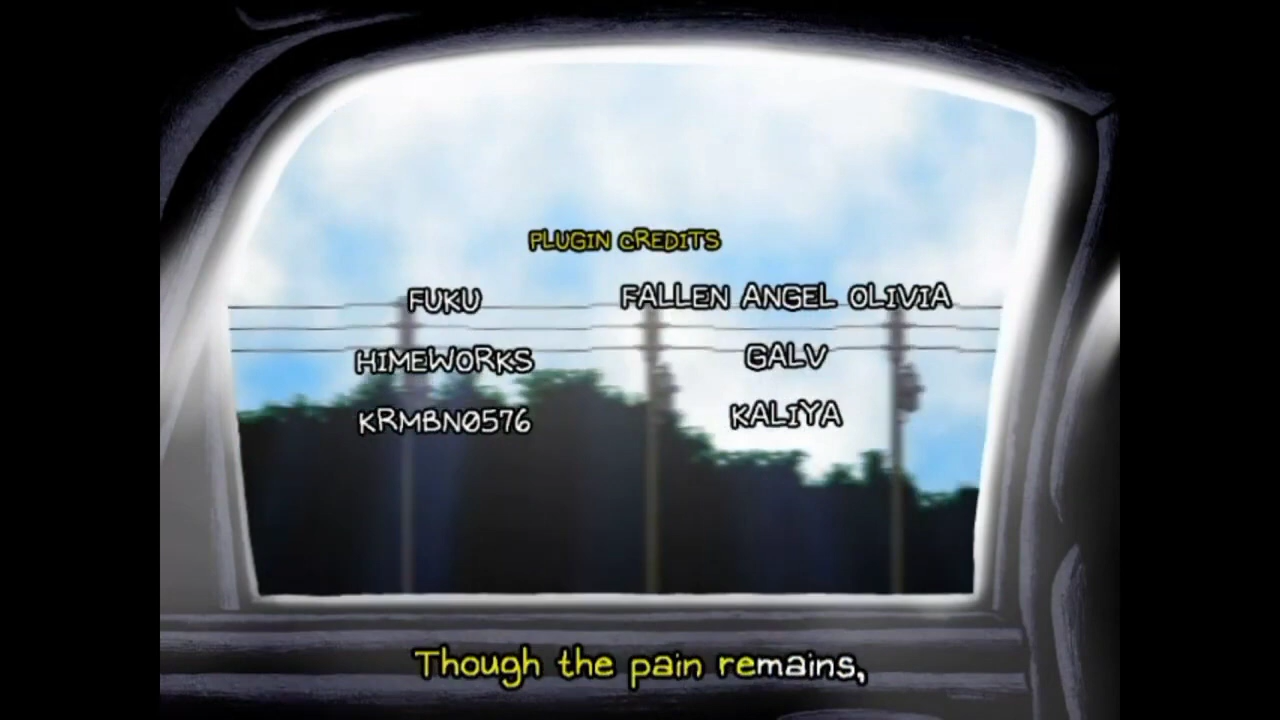 PLUGIN CREDITS
FUKU FALLEN ANGEL OLIVIA
HIMEWORKS GALV
KRMBN0576 KALIYA
Though the pain remains,